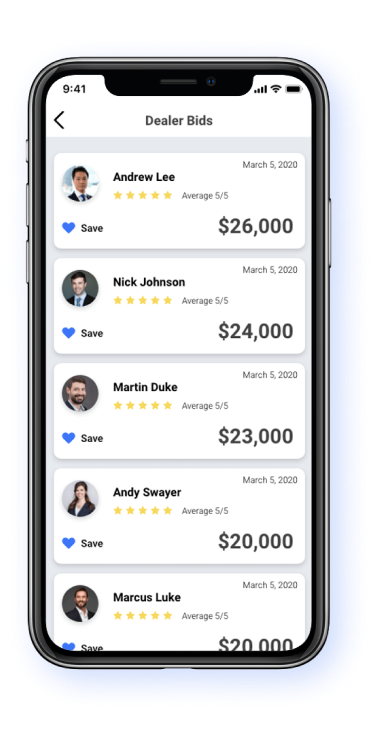 9:41
Dealer Bids
March 5, 2020
Andrew Lee
Average 5/5
Save
$26,000
March 5, 2020
Nick Johnson
Average 5/5
Save
$24,000
March 5, 2020
Martin Duke
Average 5/5
Save
$23,000
March 5, 2020
Andy Swayer
Average 5/5
Save
$20,000
March 5, 2020
Marcus Luke
Average 5/5
Save
$20,000